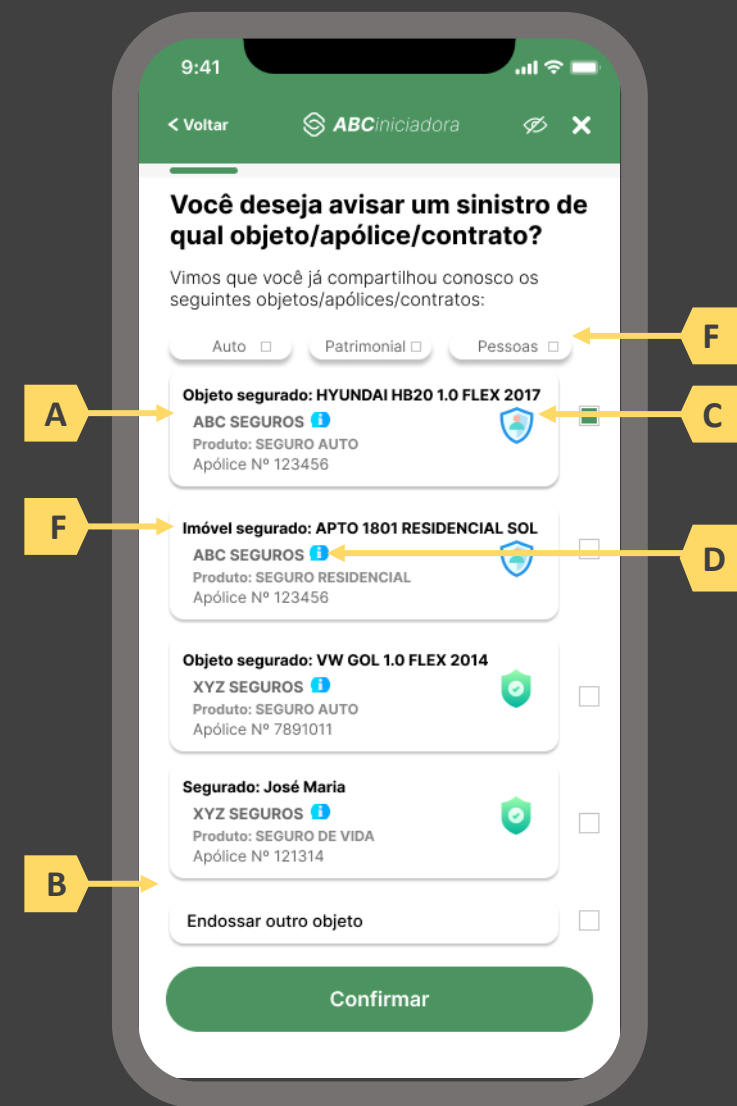 9:41
< Voltar
ABCiniciadora
Você deseja avisar um sinistro de
qual objeto/apólice/contrato?
Vimos que você já compartilhou conosco os
seguintes objetos/apólices/contratos:
F
Auto
Patrimonial
Pessoas
A
Objeto segurado: HYUNDAI HB20 1.0 FLEX 2017
C
ABC SEGUROS i
Produto: SEGURO AUTO
Apólice Nº 123456
F
Imóvel segurado: APTO 1801 RESIDENCIAL SOL
ABC SEGUROS i
D
Produto: SEGURO RESIDENCIAL
Apólice Nº 123456
Objeto segurado: VW GOL 1.0 FLEX 2014
XYZ SEGUROS i
Produto: SEGURO AUTO
Apólice Nº 7891011
Segurado: José Maria
XYZ SEGUROS i
Produto: SEGURO DE VIDA
Apólice Nº 121314
B
Endossar outro objeto
Confirmar